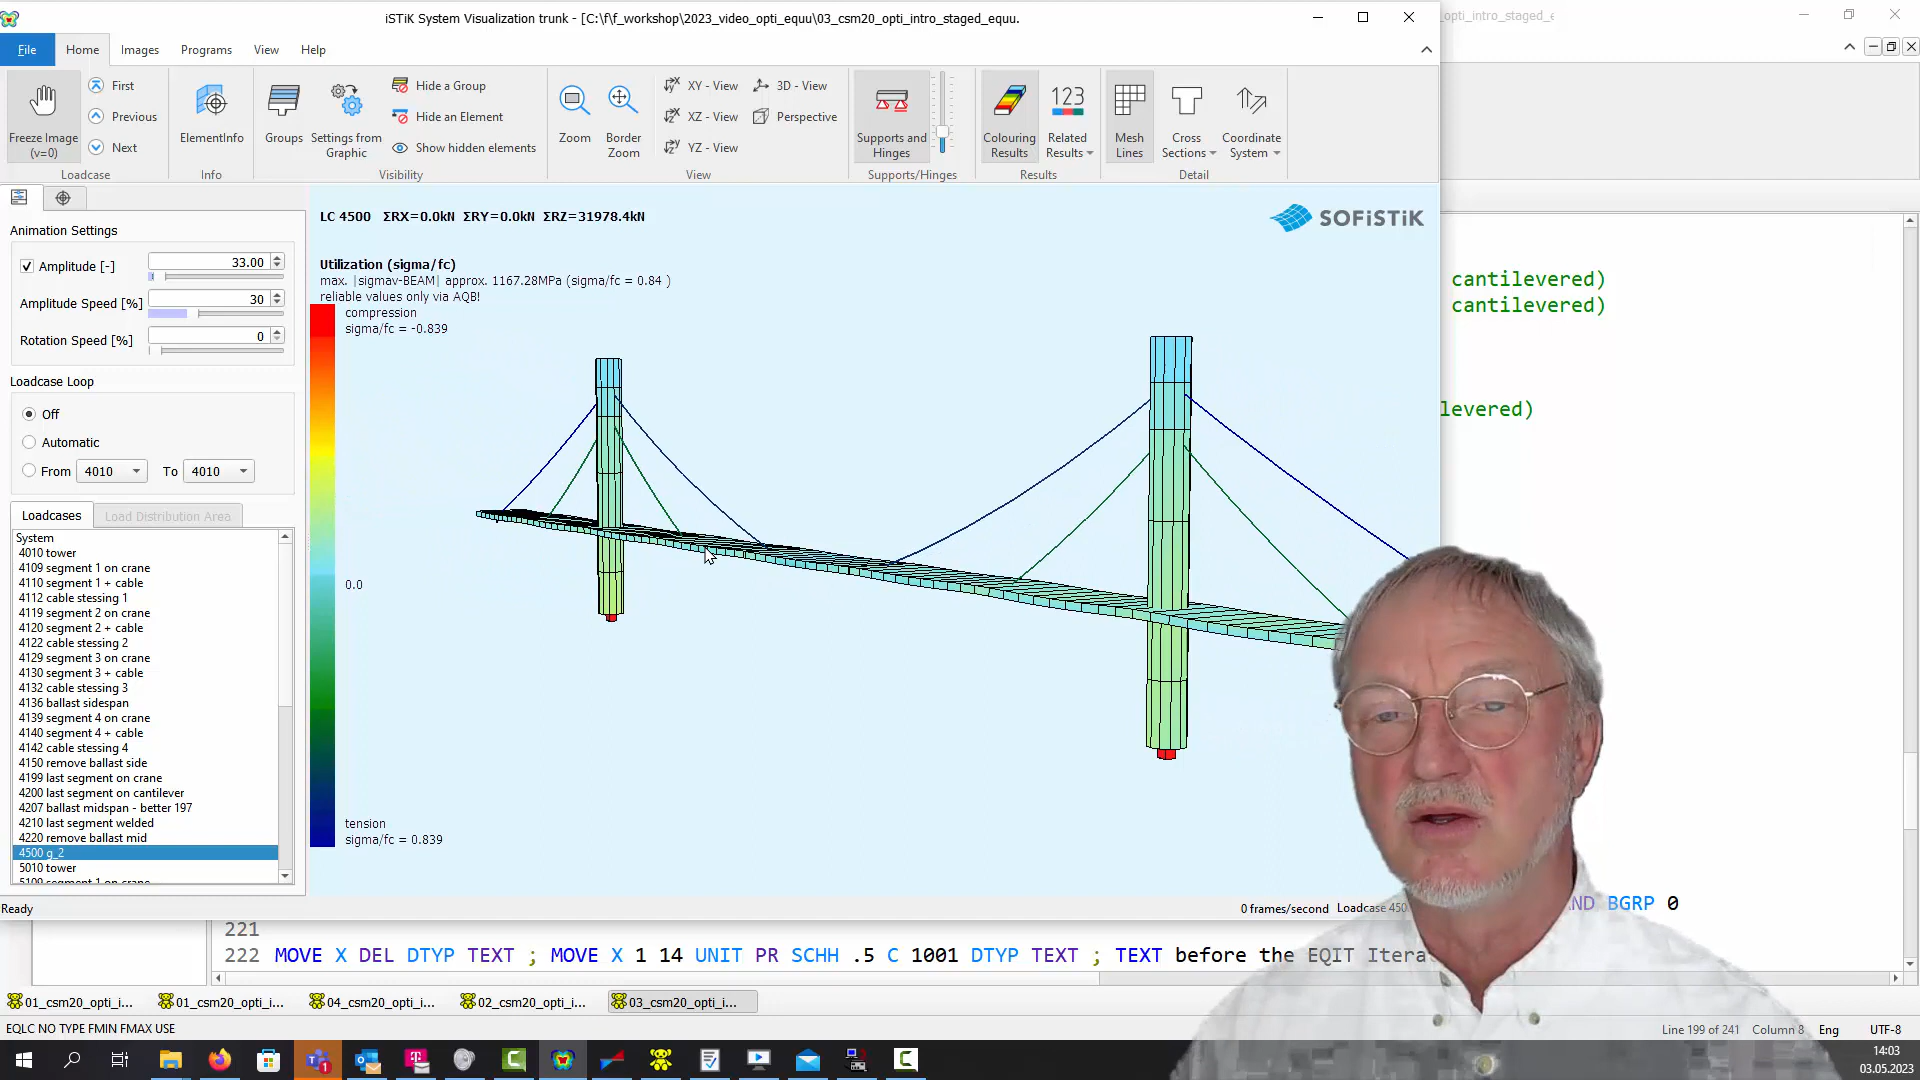 iSTiK System Visualization trunk - [C:\f\f_workshop\2023_video_opti_equu\03_csm20_opti_intro_staged_equu.
_opti_intro_staged_e
File Home Images Programs View Help
First
Previous
Next
Freeze Image (v=0)
Loadcase
ElementInfo
Info
Groups
Settings from Graphic
Hide a Group
Hide an Element
Show hidden elements
Visibility
Zoom
Border Zoom
XY - View
XZ - View
YZ - View
3D - View
Perspective
View
Supports and Hinges
Supports/Hinges
Colouring Results
123
Related Results
Results
Mesh Lines
Cross Sections
Coordinate System
Detail
Animation Settings
Amplitude [-] 33.00
Amplitude Speed [%] 30
Rotation Speed [%] 0
Loadcase Loop
Off
Automatic
From 4010 To 4010
Loadcases Load Distribution Area
System
4010 tower
4109 segment 1 on crane
4110 segment 1 + cable
4112 cable stessing 1
4119 segment 2 on crane
4120 segment 2 + cable
4122 cable stessing 2
4129 segment 3 on crane
4130 segment 3 + cable
4132 cable stessing 3
4136 ballast sidespan
4139 segment 4 on crane
4140 segment 4 + cable
4142 cable stessing 4
4150 remove ballast side
4199 last segment on crane
4200 last segment on cantilever
4207 ballast midspan - better 197
4210 last segment welded
4220 remove ballast mid
4500 g_2
5010 tower
5109 segment 1 on crane
LC 4500 ΣRX=0.0kN ΣRY=0.0kN ΣRZ=31978.4kN
SOFiSTiK
Utilization (sigma/fc)
max. |sigmav-BEAM| approx. 1167.28MPa (sigma/fc = 0.84 )
reliable values only via AQB!
compression
sigma/fc = -0.839
0.0
tension
sigma/fc = 0.839
cantilevered)
cantilevered)
levered)
Ready
0 frames/second Loadcase 450
ND BGRP 0
221
222 MOVE X DEL DTYP TEXT ; MOVE X 1 14 UNIT PR SCHH .5 C 1001 DTYP TEXT ; TEXT before the EQIT Itera
01_csm20_opti_i... 01_csm20_opti_i... 04_csm20_opti_i... 02_csm20_opti_i... 03_csm20_opti_i...
EQLC NO TYPE FMIN FMAX USE
Line 199 of 241 Column 8 Eng UTF-8
14:03
03.05.2023